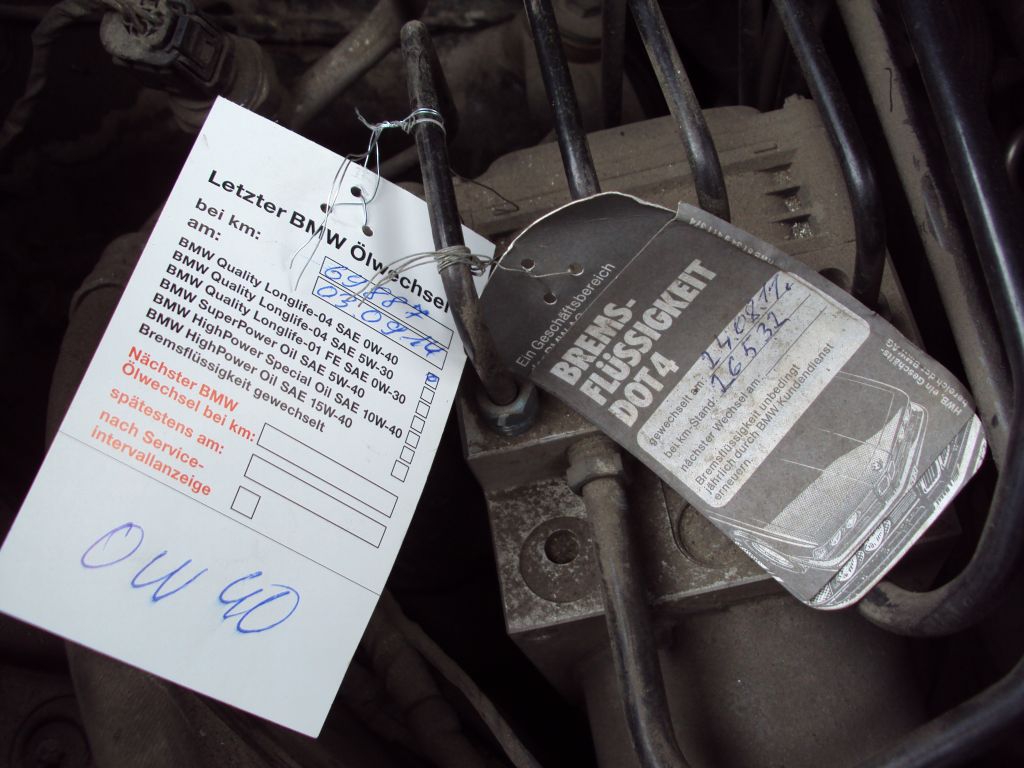 Letzter BMW Ölwechsel
bei km: 69887
am: 03.09.14
BMW Quality Longlife-04 SAE 0W-40
BMW Quality Longlife-04 SAE 5W-30
BMW Quality Longlife-01 FE SAE 0W-30
BMW SuperPower Oil SAE 5W-40
BMW HighPower Special Oil SAE 10W-40
BMW HighPower Oil SAE 15W-40
Bremsflüssigkeit gewechselt
Nächster BMW
Ölwechsel bei km:
spätestens am:
nach Service-
intervallanzeige
0W 40
Ein Geschäftsbereich
BREMS-
FLÜSSIGKEIT
DOT 4
gewechselt am:
bei km-Stand: 26532
nächster Wechsel am:
Bremsflüssigkeit unbedingt
jährlich durch BMW Kundendienst
erneuern.
HWB, ein Geschäfts-